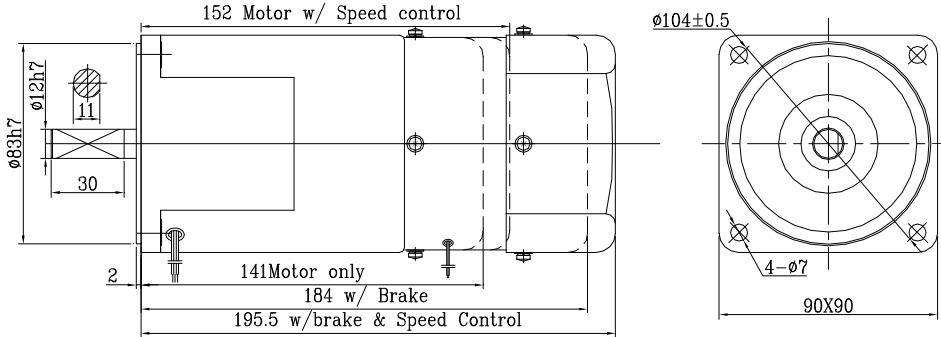 152 Motor w/ Speed control
ø104±0.5
ø12h7
11
ø83h7
30
2
141Motor only
4-ø7
184 w/ Brake
90X90
195.5 w/brake & Speed Control